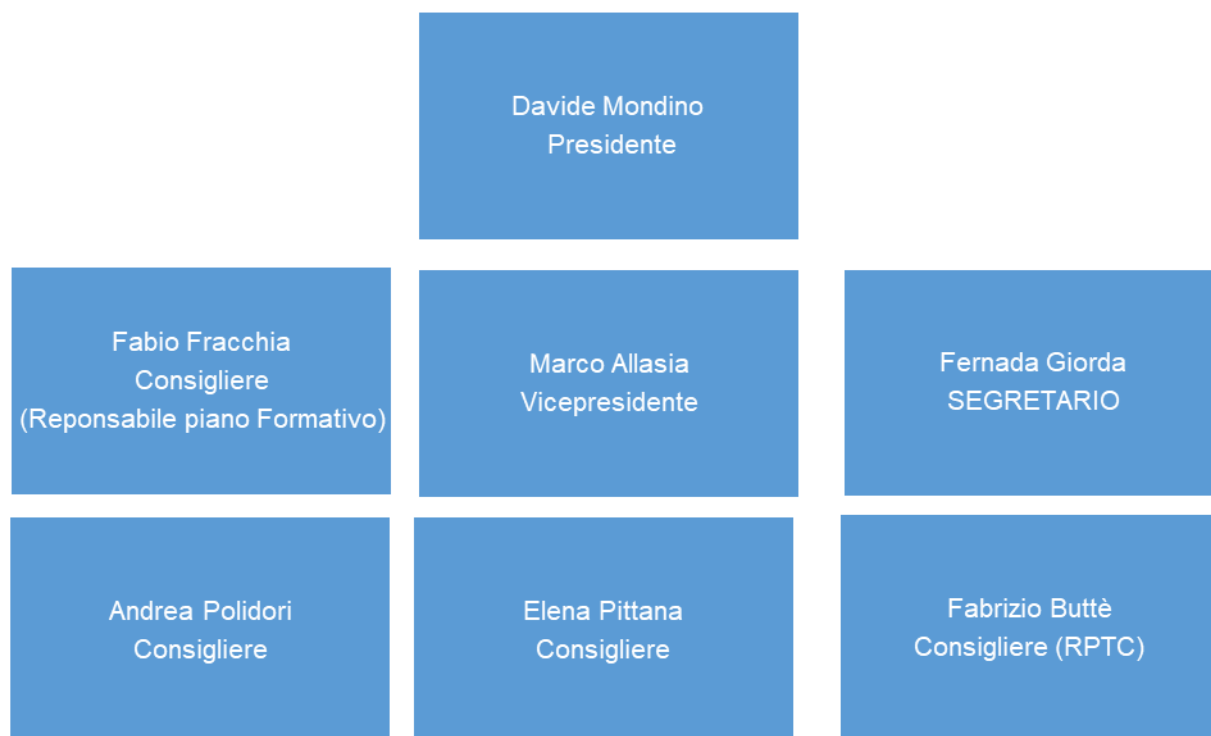 Davide Mondino
Presidente
Fabio Fracchia
Consigliere
(Reponsabile piano Formativo)
Marco Allasia
Vicepresidente
Fernada Giorda
SEGRETARIO
Andrea Polidori
Consigliere
Elena Pittana
Consigliere
Fabrizio Buttè
Consigliere (RPTC)